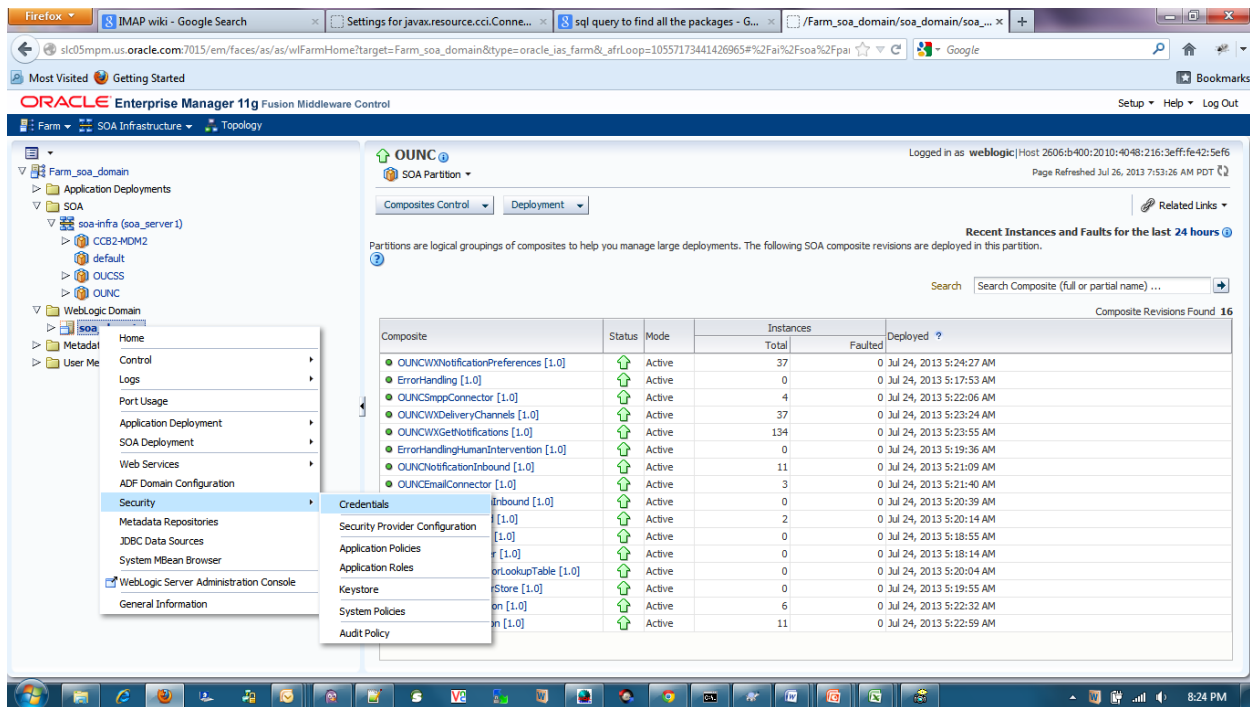 Firefox
IMAP wiki - Google Search
Settings for javax.resource.cci.Conne...
sql query to find all the packages - G...
/Farm_soa_domain/soa_domain/soa_...
slc05mpm.us.oracle.com:7015/em/faces/as/as/wlFarmHome?target=Farm_soa_domain&type=oracle_ias_farm&_afrLoop=10557173441426965#%2Fai%2Fsoa%2Fpar
Google
Most Visited Getting Started
Bookmarks
ORACLE Enterprise Manager 11g Fusion Middleware Control
Setup Help Log Out
Farm SOA Infrastructure Topology
Farm_soa_domain
Application Deployments
SOA
soa-infra (soa_server1)
CCB2-MDM2
default
OUCSS
OUNC
WebLogic Domain
soa_
Metadat
User Me
Home
Control
Logs
Port Usage
Application Deployment
SOA Deployment
Web Services
ADF Domain Configuration
Security
Metadata Repositories
JDBC Data Sources
System MBean Browser
WebLogic Server Administration Console
General Information
Credentials
Security Provider Configuration
Application Policies
Application Roles
Keystore
System Policies
Audit Policy
OUNC
SOA Partition
Logged in as weblogic|Host 2606:b400:2010:4048:216:3eff:fe42:5ef6
Page Refreshed Jul 26, 2013 7:53:26 AM PDT
Composites Control Deployment
Related Links
Recent Instances and Faults for the last 24 hours
Partitions are logical groupings of composites to help you manage large deployments. The following SOA composite revisions are deployed in this partition.
Search Search Composite (full or partial name) ...
Composite Revisions Found 16
Composite Status Mode Instances Deployed ?
Total Faulted
OUNCWXNotificationPreferences [1.0] Active 37 0 Jul 24, 2013 5:24:27 AM
ErrorHandling [1.0] Active 0 0 Jul 24, 2013 5:17:53 AM
OUNCSmppConnector [1.0] Active 4 0 Jul 24, 2013 5:22:06 AM
OUNCWXDeliveryChannels [1.0] Active 37 0 Jul 24, 2013 5:23:24 AM
OUNCWXGetNotifications [1.0] Active 134 0 Jul 24, 2013 5:23:55 AM
ErrorHandlingHumanIntervention [1.0] Active 0 0 Jul 24, 2013 5:19:36 AM
OUNCNotificationInbound [1.0] Active 11 0 Jul 24, 2013 5:21:09 AM
OUNCEmailConnector [1.0] Active 3 0 Jul 24, 2013 5:21:40 AM
Inbound [1.0] Active 0 0 Jul 24, 2013 5:20:39 AM
[1.0] Active 2 0 Jul 24, 2013 5:20:14 AM
[1.0] Active 0 0 Jul 24, 2013 5:18:55 AM
r [1.0] Active 0 0 Jul 24, 2013 5:18:14 AM
orLookupTable [1.0] Active 0 0 Jul 24, 2013 5:20:04 AM
rStore [1.0] Active 0 0 Jul 24, 2013 5:19:55 AM
on [1.0] Active 6 0 Jul 24, 2013 5:22:32 AM
on [1.0] Active 11 0 Jul 24, 2013 5:22:59 AM
8:24 PM